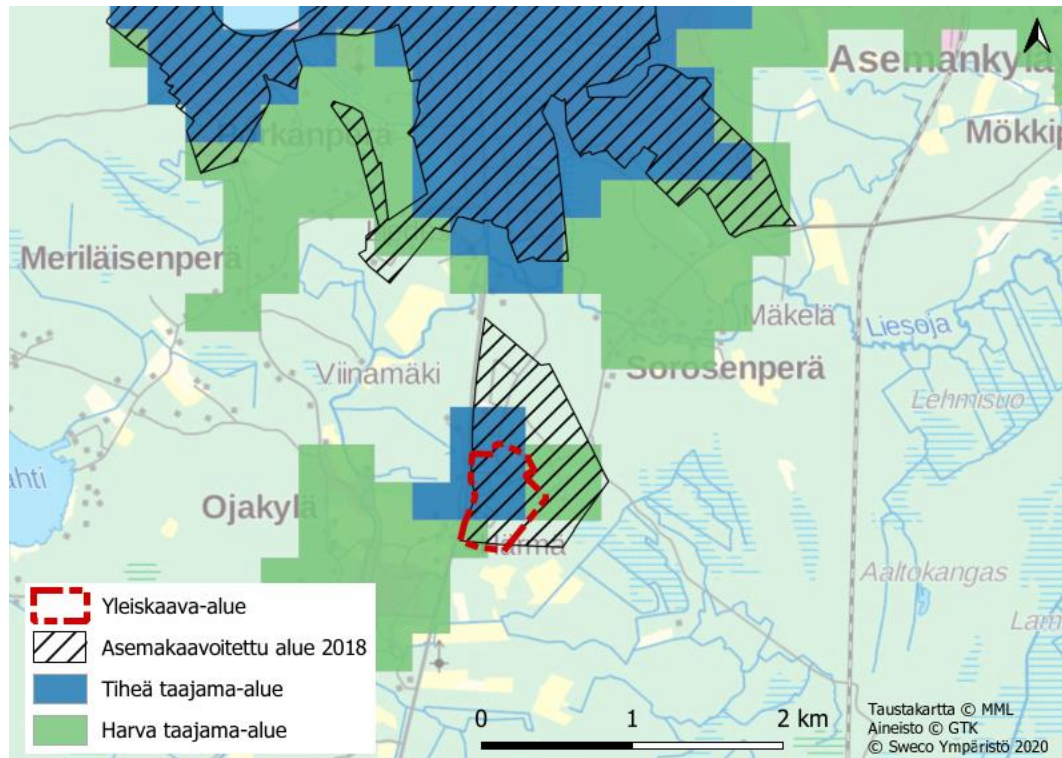 Asemankylä
Mökkip
Meriläisenperä
Mäkelä
Liesoja
Viinamäki
Sorosenperä
Lehmisuo
ahti
Ojakylä
Aaltokangas
Yleiskaava-alue
Asemakaavoitettu alue 2018
Tiheä taajama-alue
Harva taajama-alue
0 1 2 km
Taustakartta © MML
Aineisto © GTK
© Sweco Ympäristö 2020